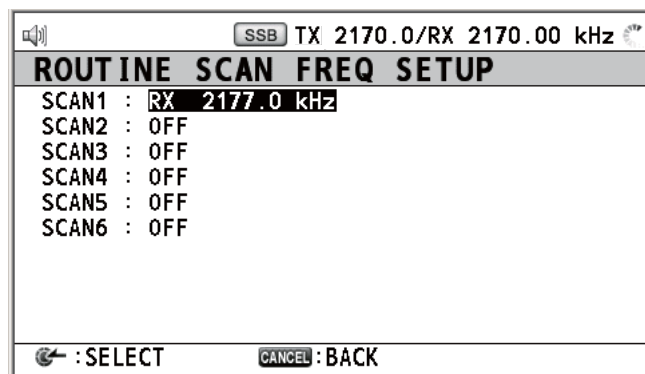 SSB TX 2170.0/RX 2170.00 kHz
ROUTINE SCAN FREQ SETUP
SCAN1 : RX 2177.0 kHz
SCAN2 : OFF
SCAN3 : OFF
SCAN4 : OFF
SCAN5 : OFF
SCAN6 : OFF
:SELECT CANCEL :BACK